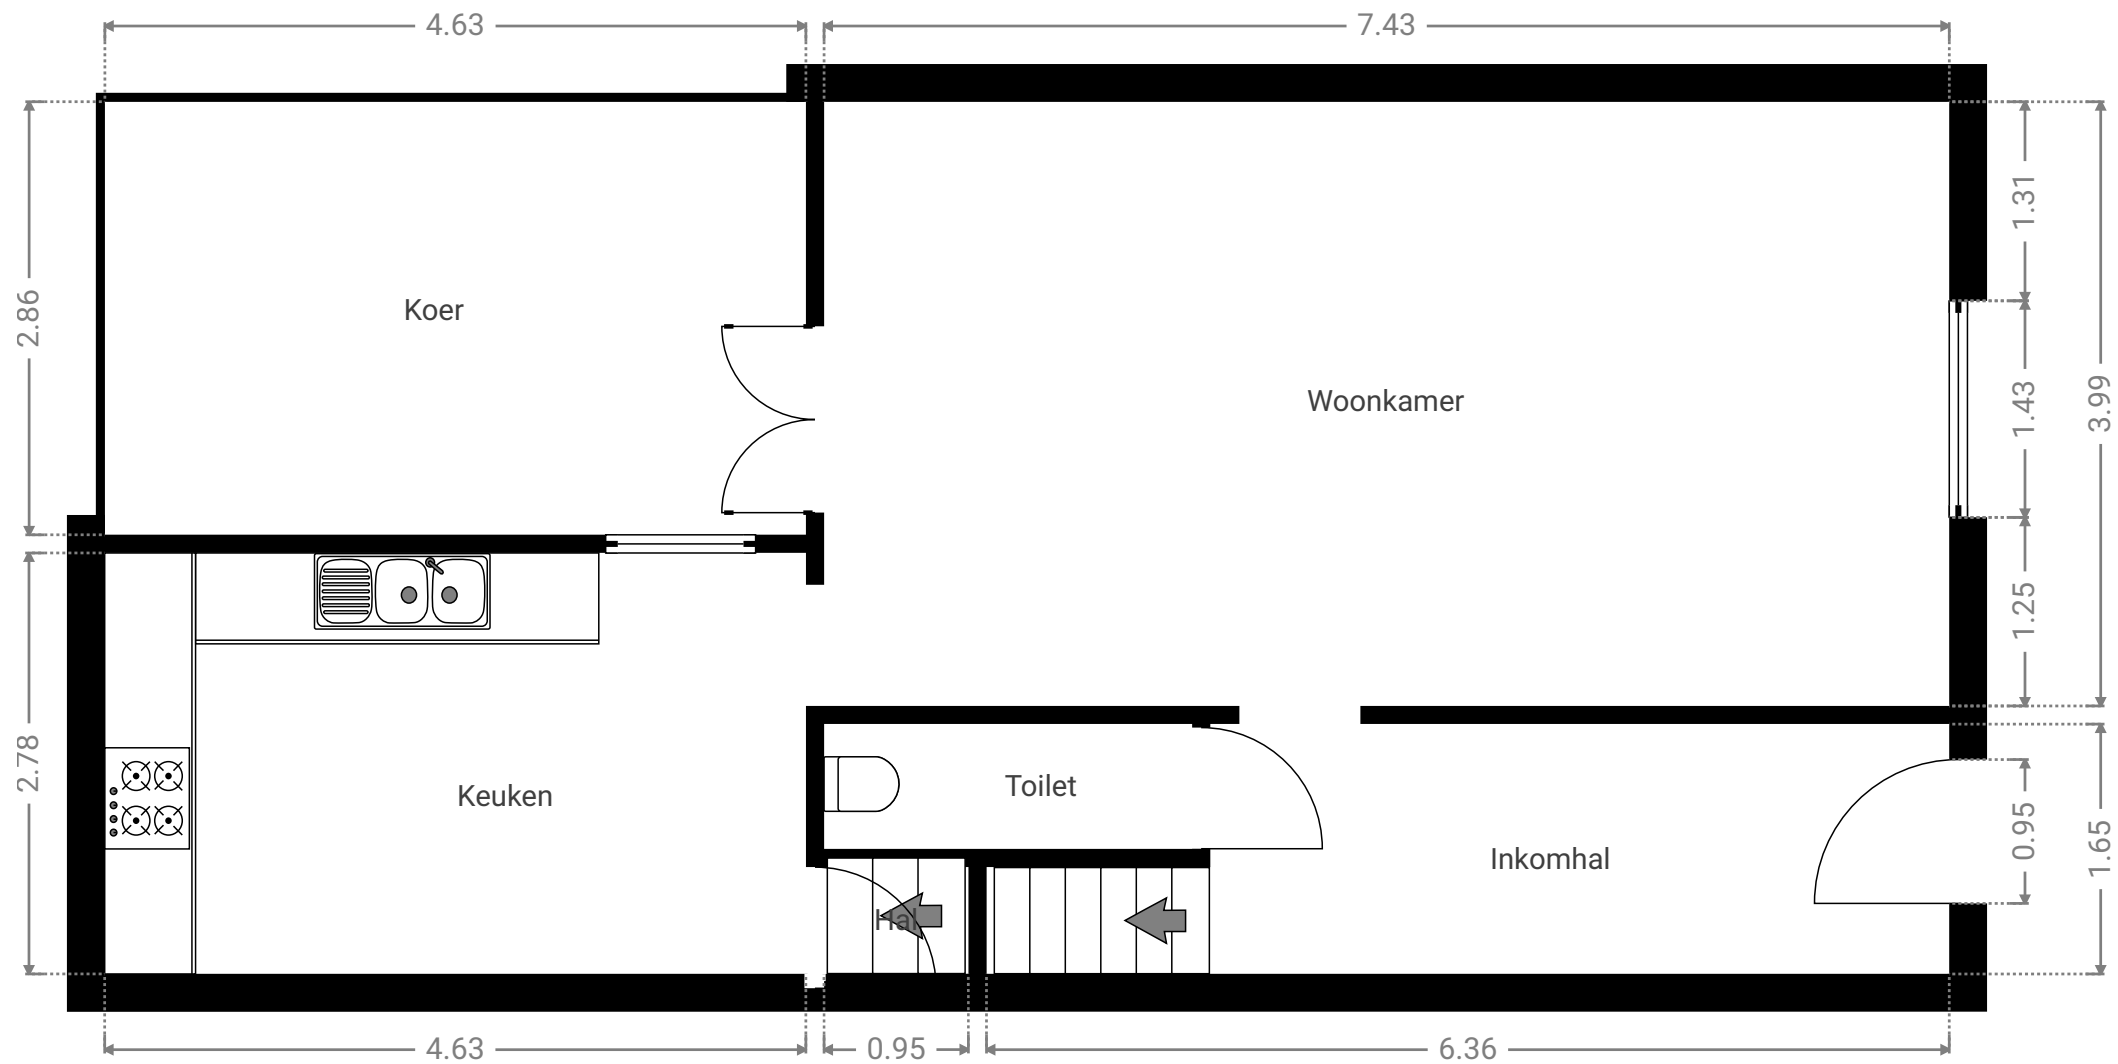 4.63
7.43
1.31
2.86
Koer
Woonkamer
1.43
3.99
1.25
2.78
Keuken
Toilet
Inkomhal
0.95
1.65
Hal
4.63
0.95
6.36